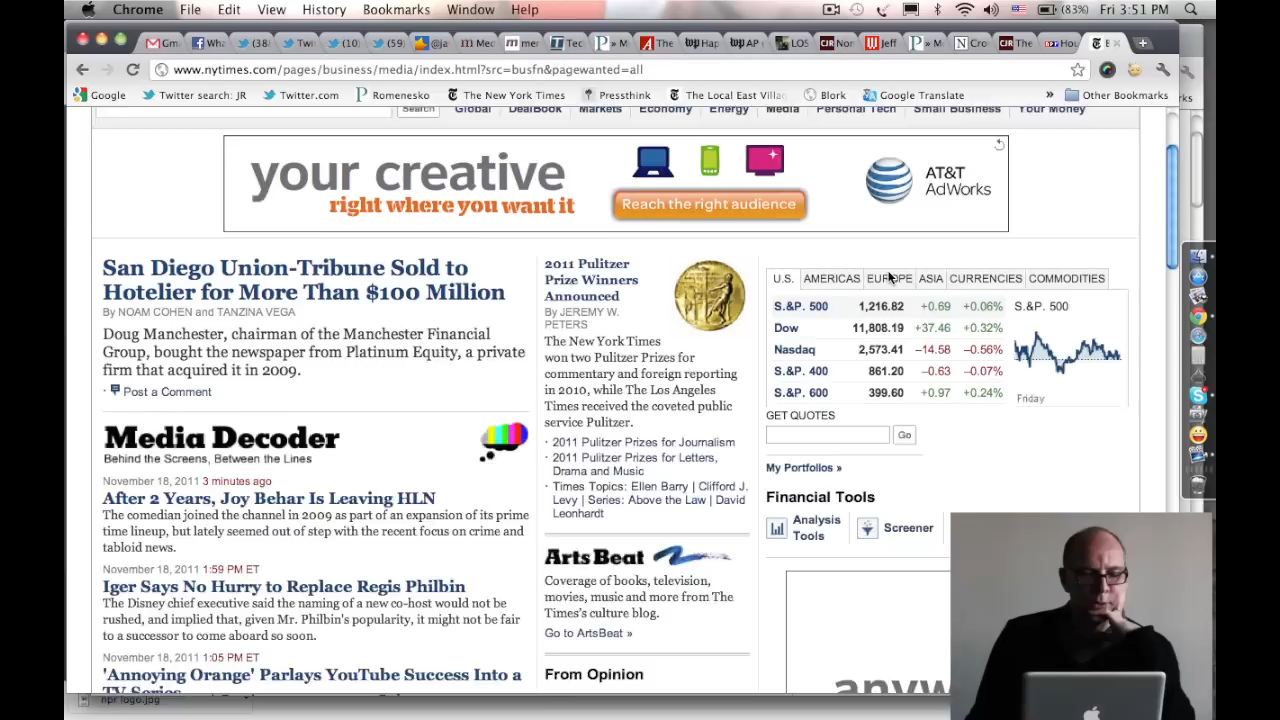 Chrome File Edit View History Bookmarks Window Help (83%) Fri 3:51 PM
Gm Wha (38) Twi (10) (59) @ja Mec mer Tec » M The Hap AP LOS Nor Jeff » M Cro The Hou
www.nytimes.com/pages/business/media/index.html?src=busfn&pagewanted=all
Google Twitter search: JR Twitter.com Romenesko The New York Times Pressthink The Local East Villag Blork Google Translate » Other Bookmarks
Search Global DealBook Markets Economy Energy Media Personal Tech Small Business Your Money
your creative
right where you want it
Reach the right audience
AT&T
AdWorks
San Diego Union-Tribune Sold to
Hotelier for More Than $100 Million
By NOAM COHEN and TANZINA VEGA
Doug Manchester, chairman of the Manchester Financial
Group, bought the newspaper from Platinum Equity, a private
firm that acquired it in 2009.
· Post a Comment
Media Decoder
Behind the Screens, Between the Lines
November 18, 2011 3 minutes ago
After 2 Years, Joy Behar Is Leaving HLN
The comedian joined the channel in 2009 as part of an expansion of its prime
time lineup, but lately seemed out of step with the recent focus on crime and
tabloid news.
November 18, 2011 1:59 PM ET
Iger Says No Hurry to Replace Regis Philbin
The Disney chief executive said the naming of a new co-host would not be
rushed, and implied that, given Mr. Philbin's popularity, it might not be fair
to a successor to come aboard so soon.
November 18, 2011 1:05 PM ET
'Annoying Orange' Parlays YouTube Success Into a
TV Series
2011 Pulitzer
Prize Winners
Announced
By JEREMY W.
PETERS
The New York Times
won two Pulitzer Prizes for
commentary and foreign reporting
in 2010, while The Los Angeles
Times received the coveted public
service Pulitzer.
· 2011 Pulitzer Prizes for Journalism
· 2011 Pulitzer Prizes for Letters,
Drama and Music
· Times Topics: Ellen Barry | Clifford J.
Levy | Series: Above the Law | David
Leonhardt
ArtsBeat
Coverage of books, television,
movies, music and more from The
Times's culture blog.
Go to ArtsBeat »
From Opinion
U.S. AMERICAS EUROPE ASIA CURRENCIES COMMODITIES
S.&P. 500 1,216.82 +0.69 +0.06% S.&P. 500
Dow 11,808.19 +37.46 +0.32%
Nasdaq 2,573.41 –14.58 –0.56%
S.&P. 400 861.20 –0.63 –0.07%
S.&P. 600 399.60 +0.97 +0.24% Friday
GET QUOTES
Go
My Portfolios »
Financial Tools
Analysis
Tools
Screener
anyw
npr logo.jpg